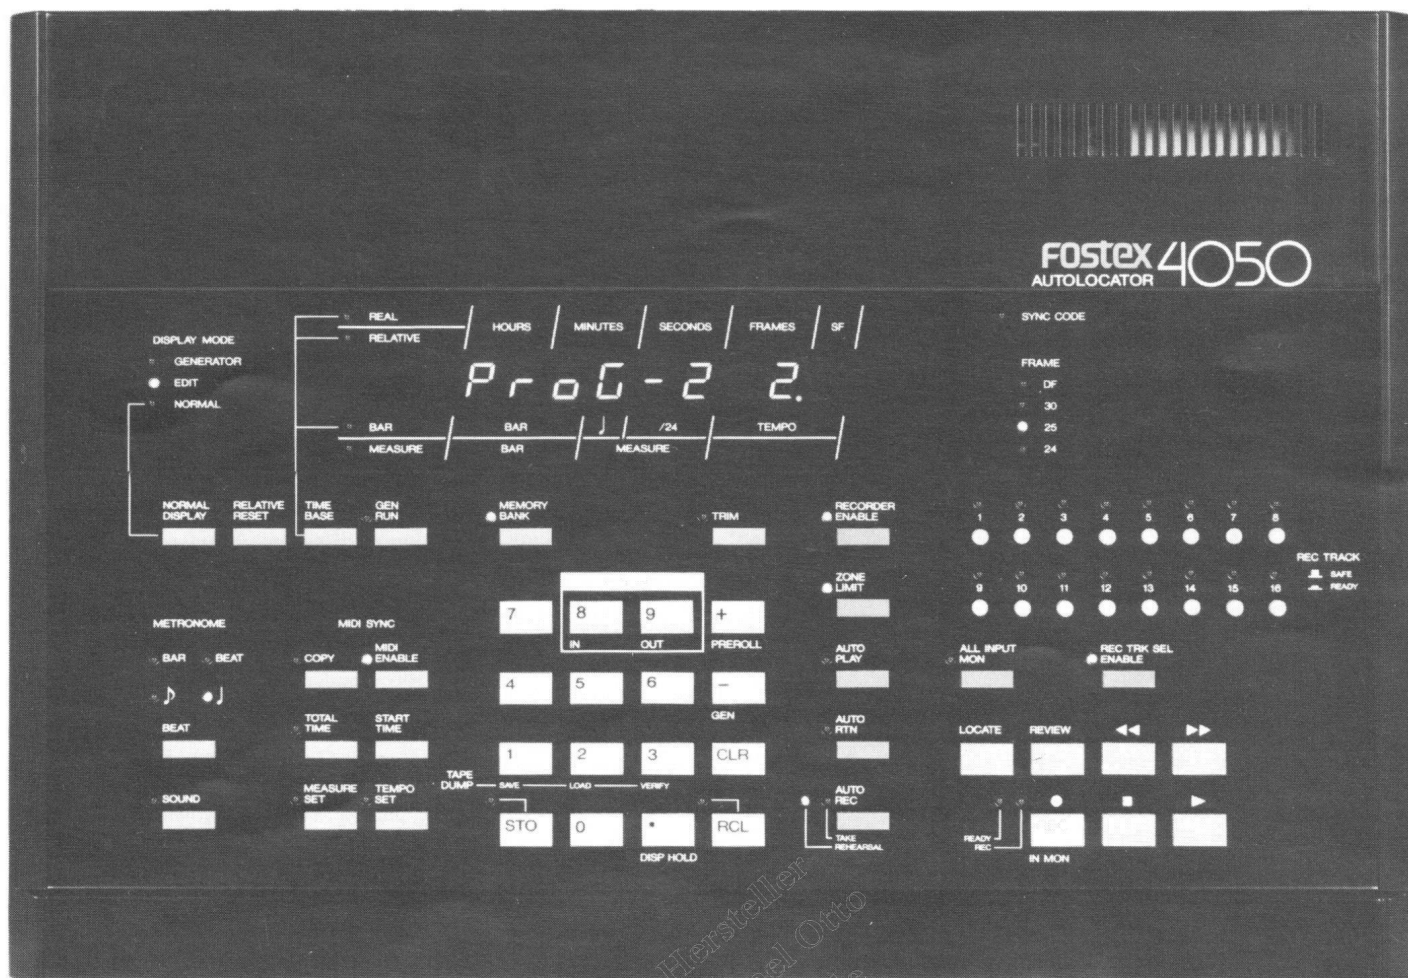 FOSTEX 4050
AUTOLOCATOR
REAL
RELATIVE
HOURS MINUTES SECONDS FRAMES SF
SYNC CODE
DISPLAY MODE
GENERATOR
EDIT
NORMAL
ProG-2 2.
FRAME
DF
30
25
24
BAR BAR ♩ /24 TEMPO
MEASURE BAR MEASURE
NORMAL DISPLAY
RELATIVE RESET
TIME BASE
GEN RUN
MEMORY BANK
TRIM
RECORDER ENABLE
1 2 3 4 5 6 7 8
REC TRACK
SAFE
READY
9 10 11 12 13 14 15 16
ZONE LIMIT
7 8 9 +
IN OUT PREROLL
METRONOME
MIDI SYNC
BAR BEAT
COPY
MIDI ENABLE
♪ ♩
4 5 6 -
GEN
AUTO PLAY
ALL INPUT MON
REC TRK SEL ENABLE
BEAT
TOTAL TIME
START TIME
1 2 3 CLR
AUTO RTN
LOCATE REVIEW ◀◀ ▶▶
TAPE DUMP SAVE LOAD VERIFY
SOUND
MEASURE SET
TEMPO SET
STO 0 * RCL
DISP HOLD
AUTO REC
TAKE
REHEARSAL
READY
REC
● ■ ▶
IN MON
Hersteller
Otto